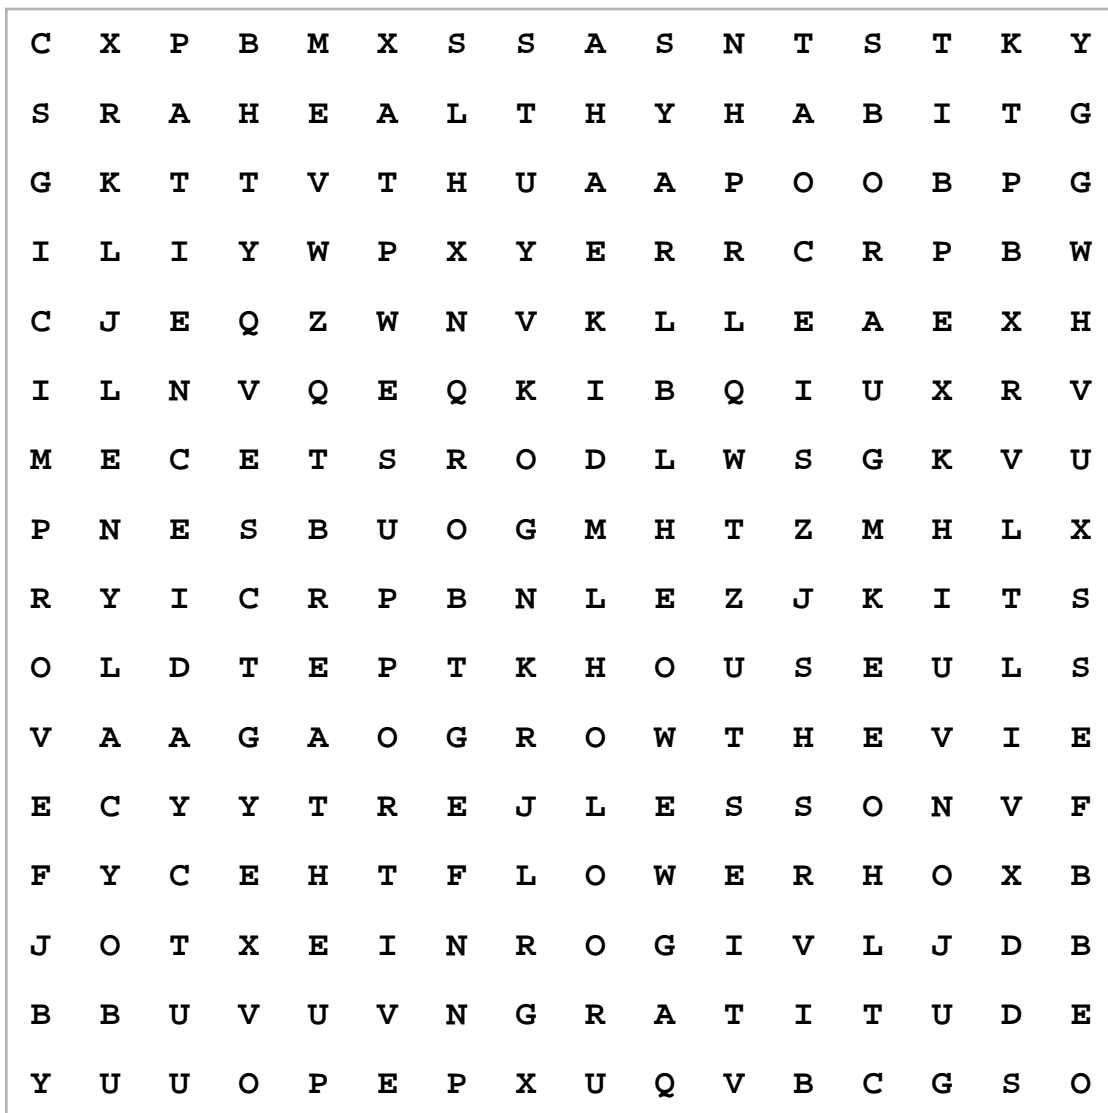 C X P B M X S S A S N T S T K Y
S R A H E A L T H Y H A B I T G
G K T T V T H U A A P O O B P G
I L I Y W P X Y E R R C R P B W
C J E Q Z W N V K L L E A E X H
I L N V Q E Q K I B Q I U X R V
M E C E T S R O D L W S G K V U
P N E S B U O G M H T Z M H L X
R Y I C R P B N L E Z J K I T S
O L D T E P T K H O U S E U L S
V A A G A O G R O W T H E V I E
E C Y Y T R E J L E S S O N V F
F Y C E H T F L O W E R H O X B
J O T X E I N R O G I V L J D B
B B U V U V N G R A T I T U D E
Y U U O P E P X U Q V B C G S O